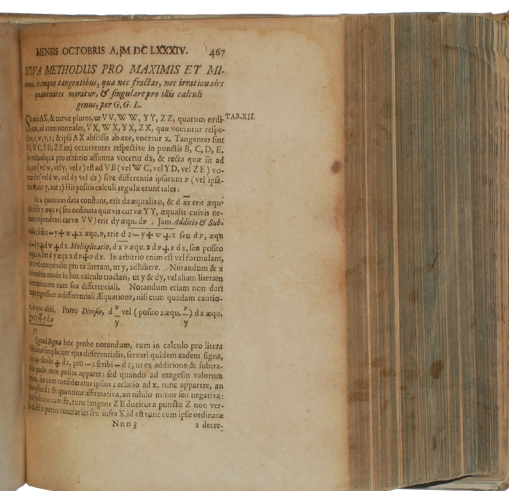 MENSIS OCTOBRIS A. M DC LXXXIV. 467
NOVA METHODUS PRO MAXIMIS ET MI-
nimis, itemque tangentibus, quæ nec fractas, nec irrationales
quantitates moratur, & singulare pro illis calculi
genus, per G. G. L.
Sit axis AX, & curvæ plures, ut VV, WW, YY, ZZ, quarum ordi- TAB. XII.
natæ, ad axem normales, VX, WX, YX, ZX, quæ vocentur respe-
ctive, v, w, y, z; & ipsa AX abscissa ab axe, vocetur x. Tangentes sint
VB, WC, YD, ZE axi occurrentes respective in punctis B, C, D, E.
Jam recta aliqua pro arbitrio assumta vocetur dx, & recta quæ sit ad
dx, ut v (vel w, vel y, vel z) est ad VB (vel WC, vel YD, vel ZE) vo-
cetur dv (vel dw, vel dy vel dz) sive differentia ipsarum v (vel ipsa-
rum w, aut y, aut z) His positis calculi regulæ erunt tales:
Sit a quantitas data constans, erit da æqualis 0, & d ax erit æqu.
a dx: si sit y æqu. v (seu ordinata quævis curvæ YY, æqualis cuivis or-
dinatæ respondenti curvæ VV) erit dy æqu. dv. Jam Additio & Sub-
tractio: si sit z - y + w + x æqu. v, erit d z - y + w + x seu dv, æqu
dz - dy + dw + dx. Multiplicatio, d x v æqu. x dv + v dx, seu posito
y æqu. x v, fiet d y æqu. x dv + v dx. In arbitrio enim est vel formulam,
ut x v, vel compendio pro ea literam, ut y, adhibere. Notandum & x
& dx eodem modo in hoc calculo tractari, ut y & dy, vel aliam literam
indeterminatam cum sua differentiali. Notandum etiam non dari
semper regressum a differentiali Æquatione, nisi cum quadam cautio-
ne, de quo alibi. Porro Divisio, d v/y vel (posito z æqu. v/y) dz æqu,
Quoad Signa hoc probe notandum, cum in calculo pro litera
substituitur simpliciter ejus differentialis, servari quidem eadem signa,
& pro + z scribi + dz, pro - z scribi - dz, ut ex additione & subtra-
ctione paulo ante posita apparet; sed quando ad exegesin valorum
venitur, seu cum consideratur ipsius z relatio ad x, tunc apparere, an
valor ipsius dz sit quantitas affirmativa, an nihilo minor seu negativa:
quod posterius cum fit, tunc tangens ZE ducitur a puncto Z non ver-
sus A, sed in partes contrarias seu infra X, id est tunc cum ipsæ ordinatæ
Nnn 3 z decre-